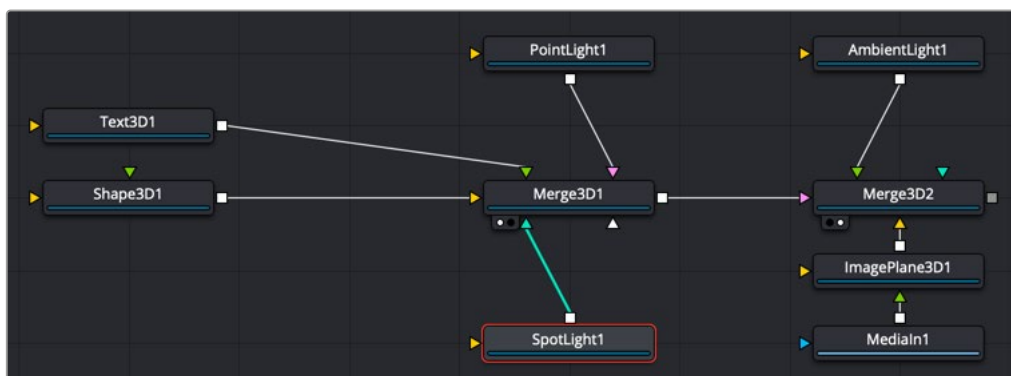 PointLight1
AmbientLight1
Text3D1
Shape3D1
Merge3D1
Merge3D2
ImagePlane3D1
SpotLight1
MediaIn1